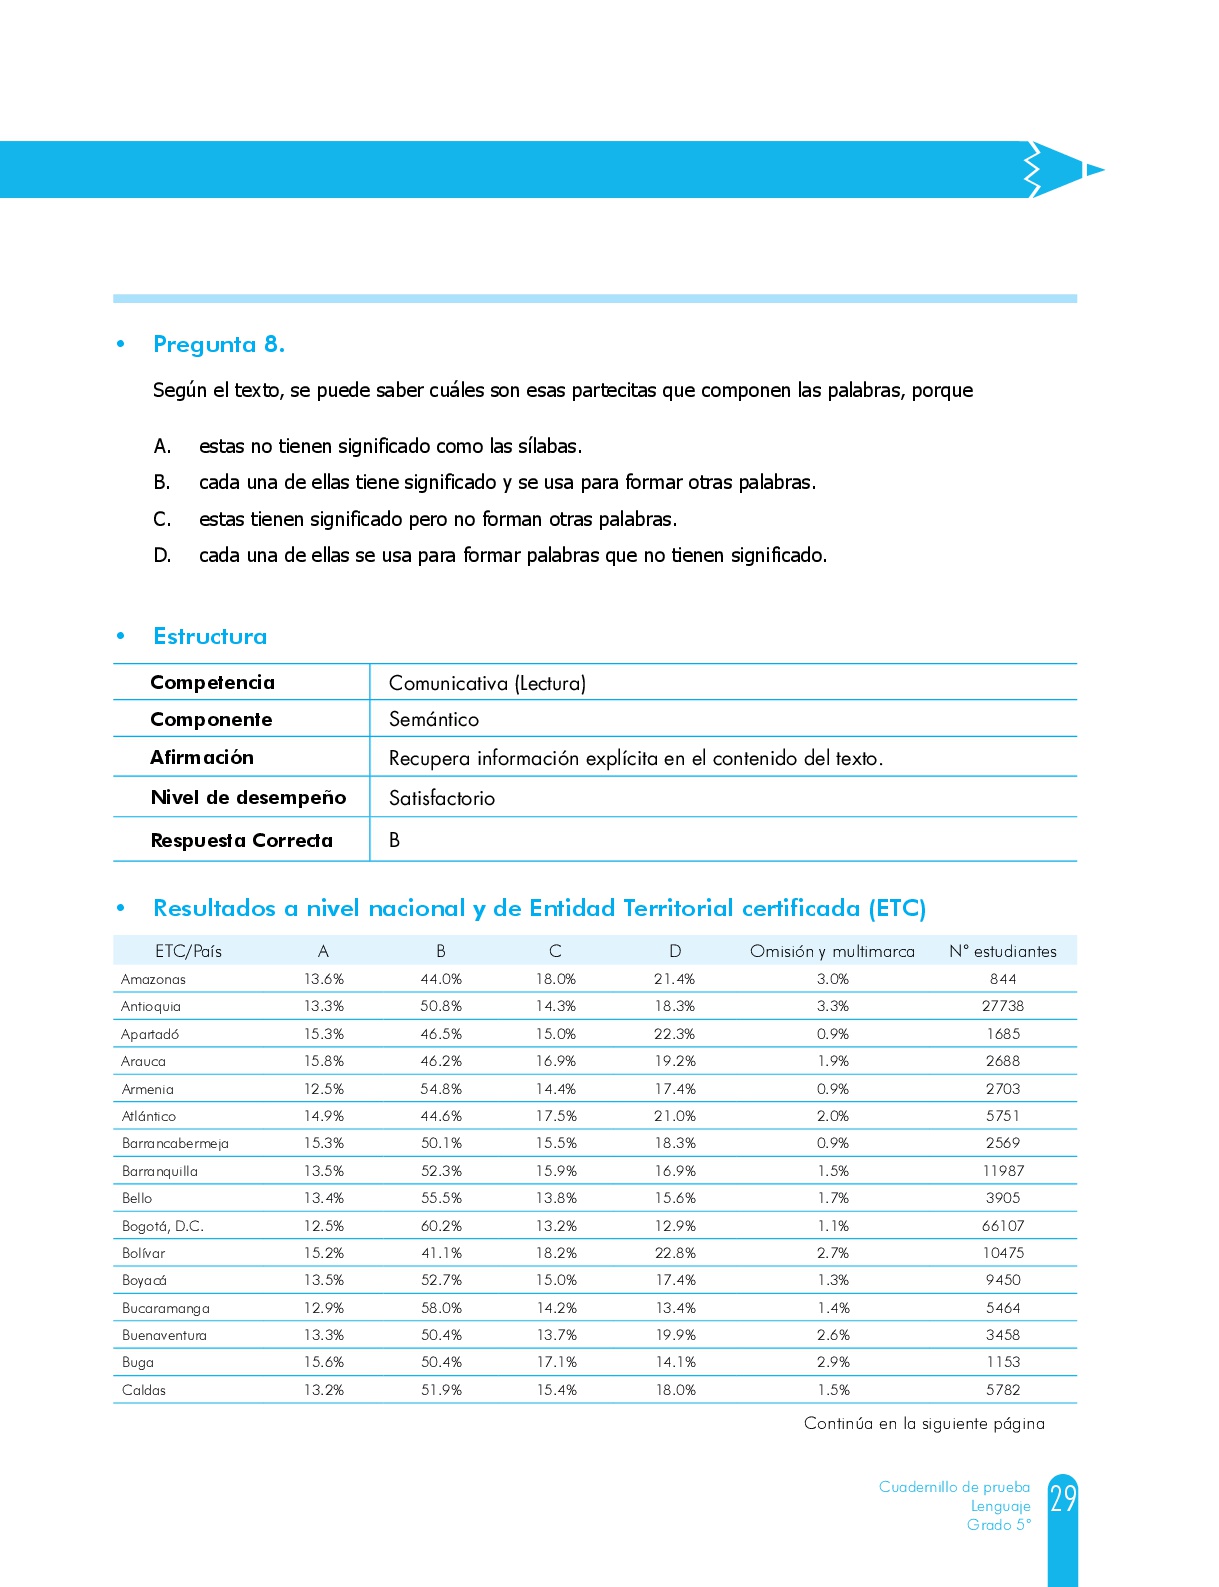 • Pregunta 8.
Según el texto, se puede saber cuáles son esas partecitas que componen las palabras, porque
A. estas no tienen significado como las sílabas.
B. cada una de ellas tiene significado y se usa para formar otras palabras.
C. estas tienen significado pero no forman otras palabras.
D. cada una de ellas se usa para formar palabras que no tienen significado.
• Estructura
Competencia Comunicativa (Lectura)
Componente Semántico
Afirmación Recupera información explícita en el contenido del texto.
Nivel de desempeño Satisfactorio
Respuesta Correcta B
• Resultados a nivel nacional y de Entidad Territorial certificada (ETC)
ETC/País A B C D Omisión y multimarca N° estudiantes
Amazonas 13.6% 44.0% 18.0% 21.4% 3.0% 844
Antioquia 13.3% 50.8% 14.3% 18.3% 3.3% 27738
Apartadó 15.3% 46.5% 15.0% 22.3% 0.9% 1685
Arauca 15.8% 46.2% 16.9% 19.2% 1.9% 2688
Armenia 12.5% 54.8% 14.4% 17.4% 0.9% 2703
Atlántico 14.9% 44.6% 17.5% 21.0% 2.0% 5751
Barrancabermeja 15.3% 50.1% 15.5% 18.3% 0.9% 2569
Barranquilla 13.5% 52.3% 15.9% 16.9% 1.5% 11987
Bello 13.4% 55.5% 13.8% 15.6% 1.7% 3905
Bogotá, D.C. 12.5% 60.2% 13.2% 12.9% 1.1% 66107
Bolívar 15.2% 41.1% 18.2% 22.8% 2.7% 10475
Boyacá 13.5% 52.7% 15.0% 17.4% 1.3% 9450
Bucaramanga 12.9% 58.0% 14.2% 13.4% 1.4% 5464
Buenaventura 13.3% 50.4% 13.7% 19.9% 2.6% 3458
Buga 15.6% 50.4% 17.1% 14.1% 2.9% 1153
Caldas 13.2% 51.9% 15.4% 18.0% 1.5% 5782
Continúa en la siguiente página
Cuadernillo de prueba
Lenguaje
Grado 5°
29